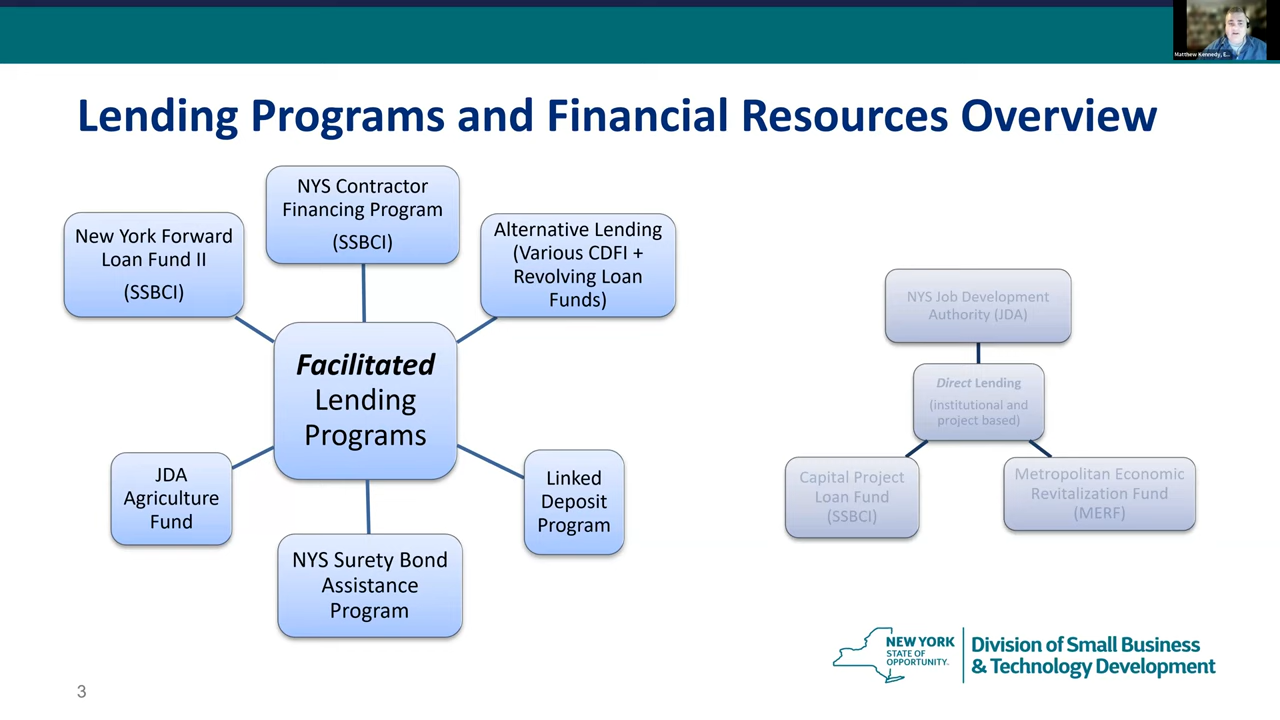 Matthew Kennedy, E...
Lending Programs and Financial Resources Overview
NYS Contractor
Financing Program
(SSBCI)
New York Forward
Loan Fund II
(SSBCI)
Alternative Lending
(Various CDFI +
Revolving Loan
Funds)
Facilitated
Lending
Programs
JDA
Agriculture
Fund
Linked
Deposit
Program
NYS Surety Bond
Assistance
Program
NYS Job Development
Authority (JDA)
Direct Lending
(institutional and
project based)
Capital Project
Loan Fund
(SSBCI)
Metropolitan Economic
Revitalization Fund
(MERF)
NEW YORK
STATE OF
OPPORTUNITY.
Division of Small Business
& Technology Development
3